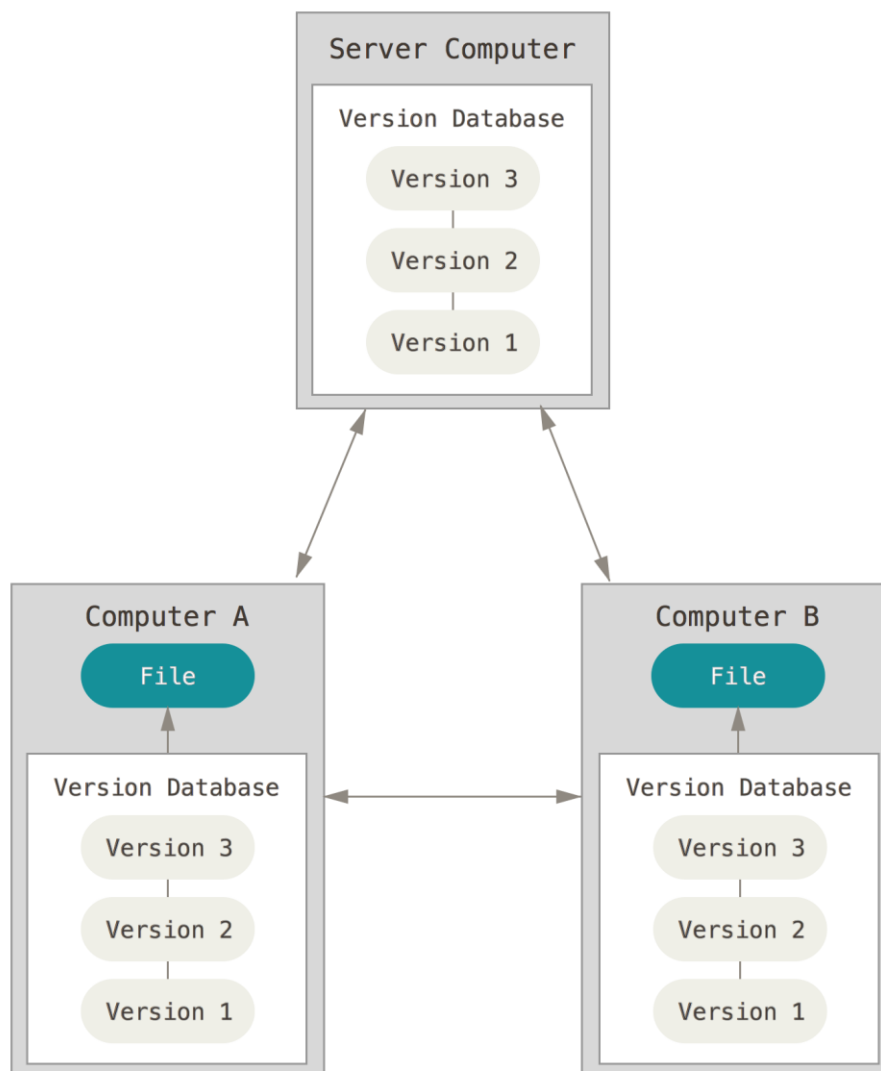 Server Computer
Version Database
Version 3
Version 2
Version 1
Computer A
File
Version Database
Version 3
Version 2
Version 1
Computer B
File
Version Database
Version 3
Version 2
Version 1